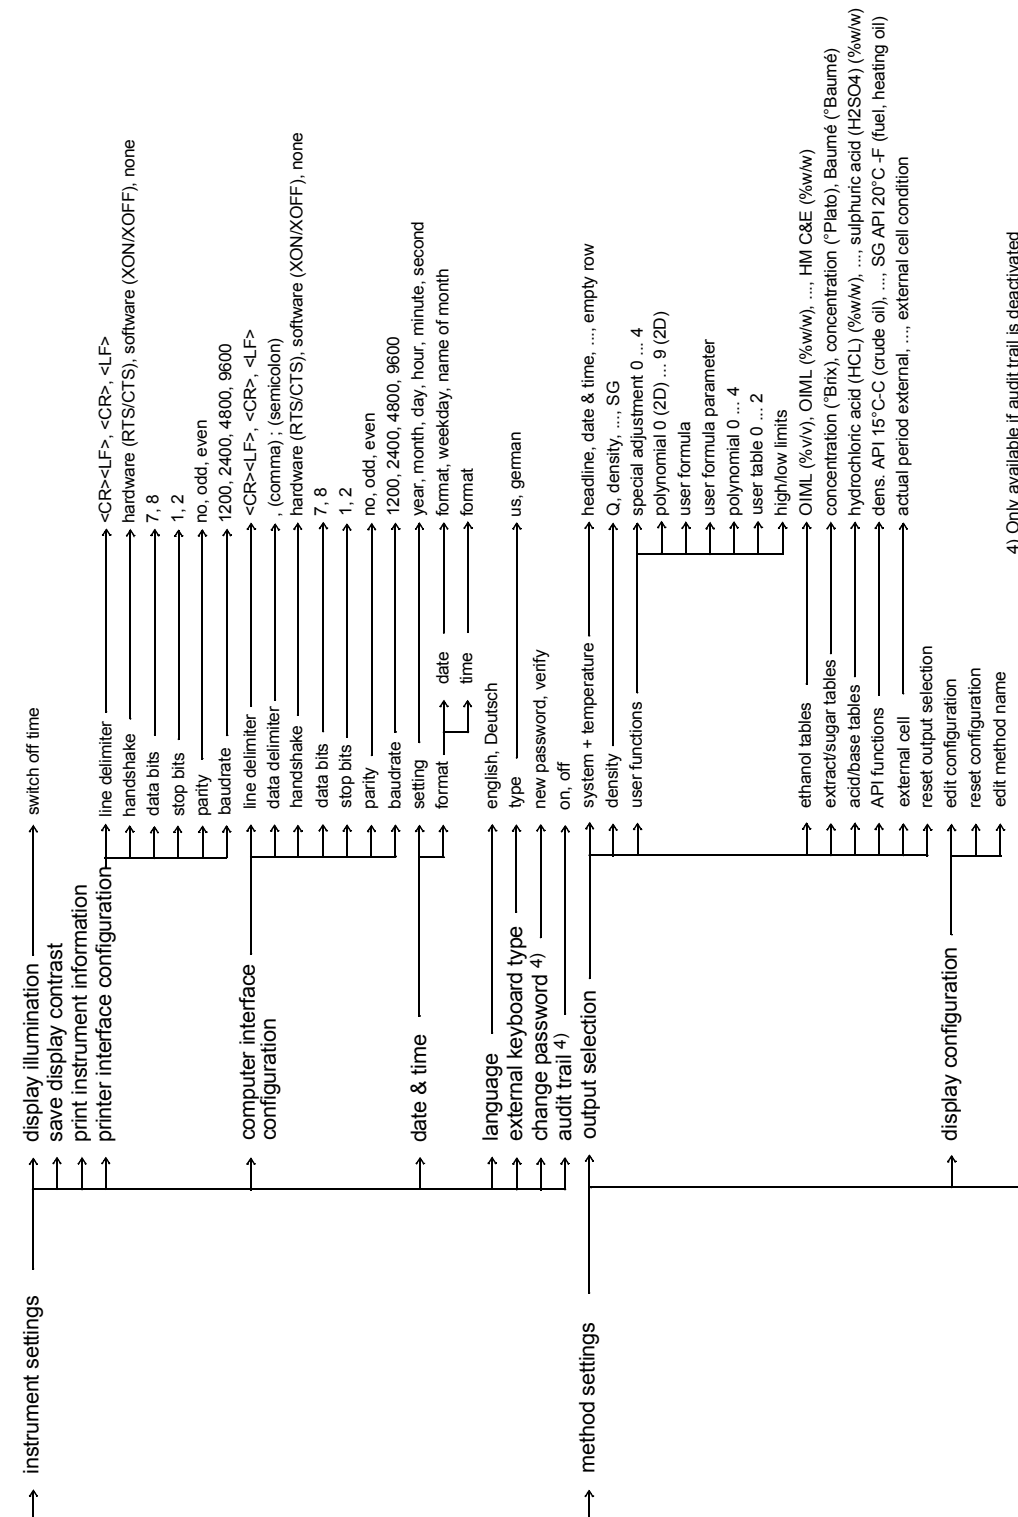 instrument settings
display illumination
switch off time
save display contrast
print instrument information
printer interface configuration
line delimiter
<CR><LF>, <CR>, <LF>
handshake
hardware (RTS/CTS), software (XON/XOFF), none
data bits
7, 8
stop bits
1, 2
parity
no, odd, even
baudrate
1200, 2400, 4800, 9600
computer interface
configuration
line delimiter
<CR><LF>, <CR>, <LF>
data delimiter
, (comma) ; (semicolon)
handshake
hardware (RTS/CTS), software (XON/XOFF), none
data bits
7, 8
stop bits
1, 2
parity
no, odd, even
baudrate
1200, 2400, 4800, 9600
date & time
setting
year, month, day, hour, minute, second
format
date
format, weekday, name of month
time
format
language
english, Deutsch
external keyboard type
type
us, german
change password 4)
new password, verify
audit trail 4)
on, off
method settings
output selection
system + temperature
headline, date & time, ..., empty row
density
Q, density, ..., SG
user functions
special adjustment 0 ... 4
polynomial 0 (2D) ... 9 (2D)
user formula
user formula parameter
polynomial 0 ... 4
user table 0 ... 2
high/low limits
ethanol tables
OIML (%v/v), OIML (%w/w), ..., HM C&E (%w/w)
extract/sugar tables
concentration (°Brix), concentration (°Plato), Baumé (°Baumé)
acid/base tables
hydrochloric acid (HCL) (%w/w), ..., sulphuric acid (H2SO4) (%w/w)
API functions
dens. API 15°C-C (crude oil), ..., SG API 20°C -F (fuel, heating oil)
external cell
actual period external, ..., external cell condition
reset output selection
display configuration
edit configuration
reset configuration
edit method name
4) Only available if audit trail is deactivated